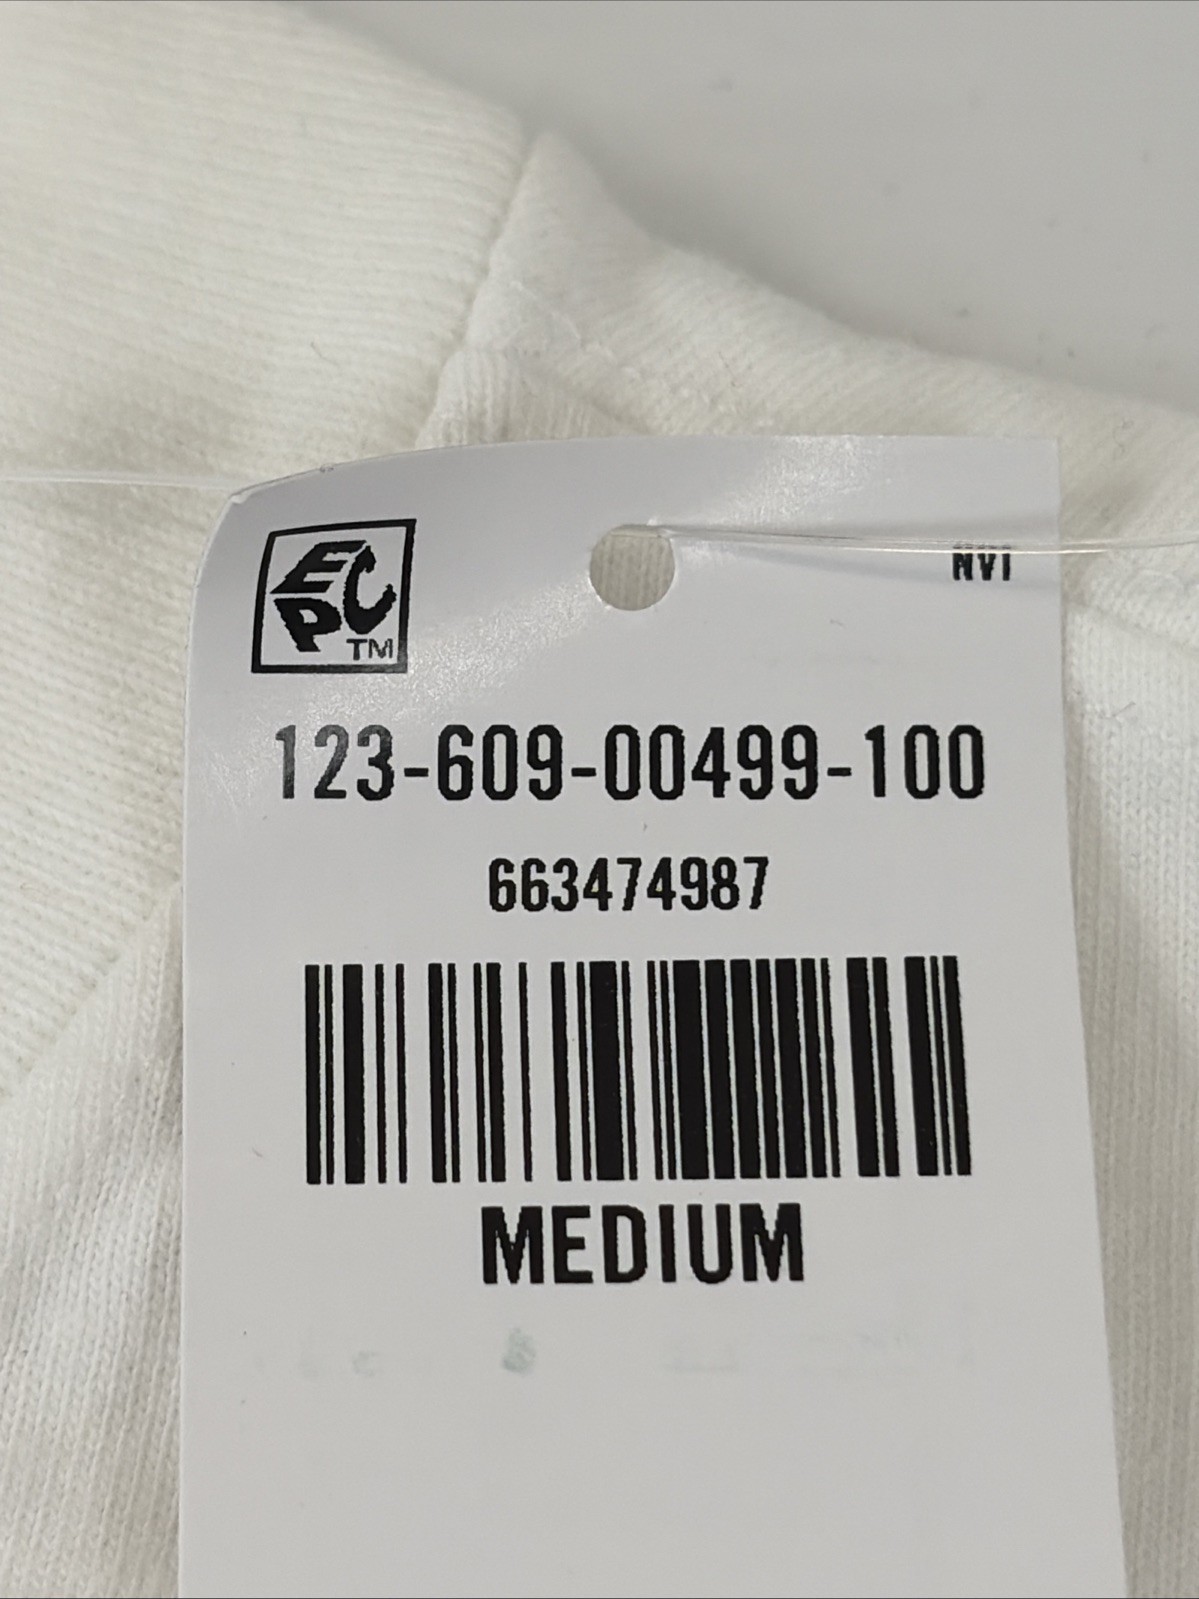 EPC
TM
NVI
123-609-00499-100
663474987
MEDIUM